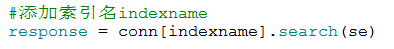 #添加索引名indexname
response = conn[indexname].search(se)